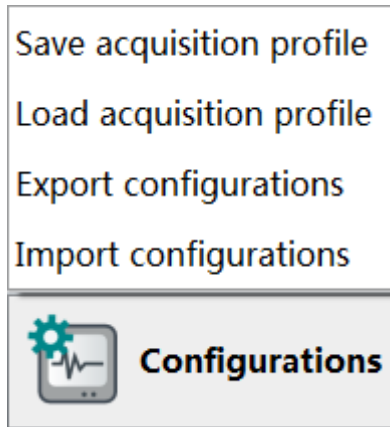 Save acquisition profile
Load acquisition profile
Export configurations
Import configurations
Configurations